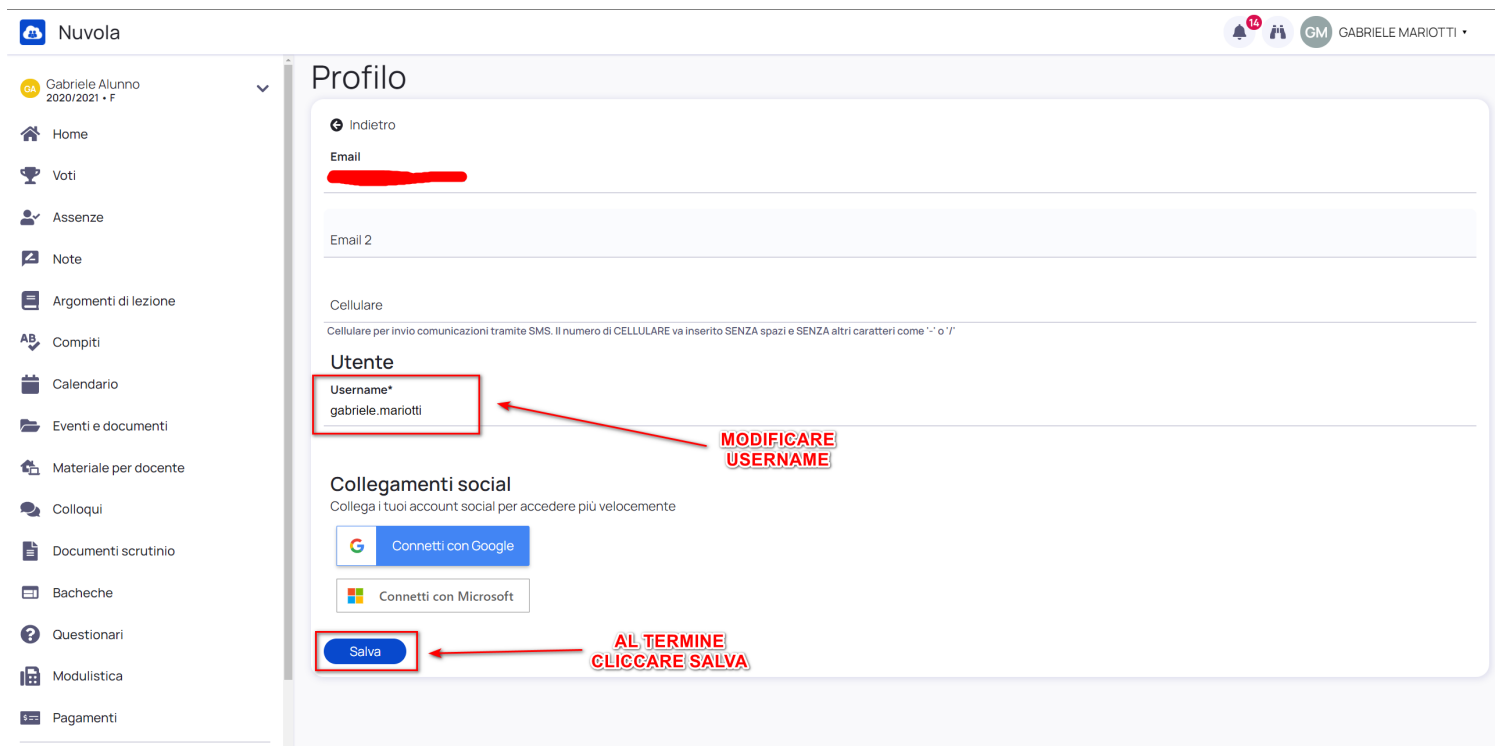 Nuvola
14
GM
GABRIELE MARIOTTI
GA
Gabriele Alunno
2020/2021 • F
Home
Voti
Assenze
Note
Argomenti di lezione
Compiti
Calendario
Eventi e documenti
Materiale per docente
Colloqui
Documenti scrutinio
Bacheche
Questionari
Modulistica
Pagamenti
Profilo
Indietro
Email
Email 2
Cellulare
Cellulare per invio comunicazioni tramite SMS. Il numero di CELLULARE va inserito SENZA spazi e SENZA altri caratteri come '-' o '/'
Utente
Username*
gabriele.mariotti
MODIFICARE
USERNAME
Collegamenti social
Collega i tuoi account social per accedere più velocemente
G
Connetti con Google
Connetti con Microsoft
Salva
AL TERMINE
CLICCARE SALVA